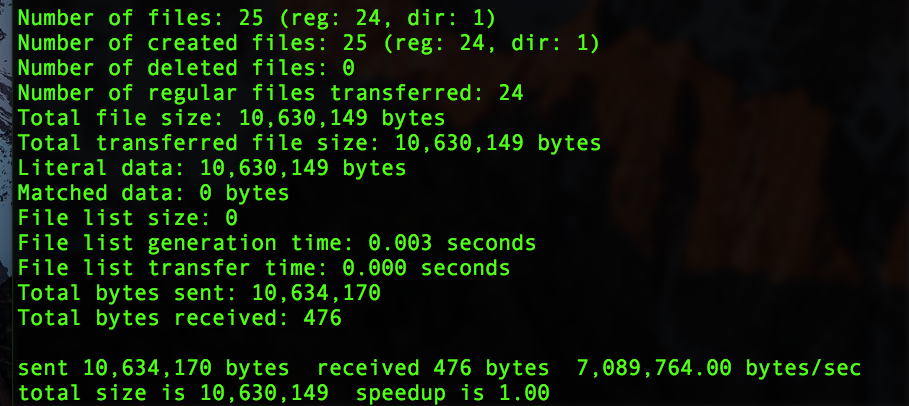 Number of files: 25 (reg: 24, dir: 1)
Number of created files: 25 (reg: 24, dir: 1)
Number of deleted files: 0
Number of regular files transferred: 24
Total file size: 10,630,149 bytes
Total transferred file size: 10,630,149 bytes
Literal data: 10,630,149 bytes
Matched data: 0 bytes
File list size: 0
File list generation time: 0.003 seconds
File list transfer time: 0.000 seconds
Total bytes sent: 10,634,170
Total bytes received: 476

sent 10,634,170 bytes  received 476 bytes  7,089,764.00 bytes/sec
total size is 10,630,149  speedup is 1.00